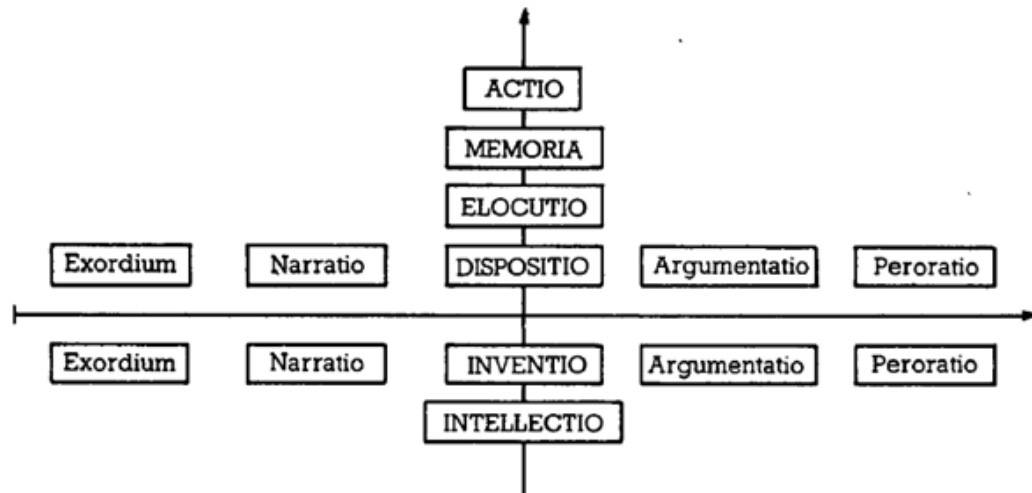 ACTIO
MEMORIA
ELOCUTIO
Exordium Narratio DISPOSITIO Argumentatio Peroratio
Exordium Narratio INVENTIO Argumentatio Peroratio
INTELLECTIO